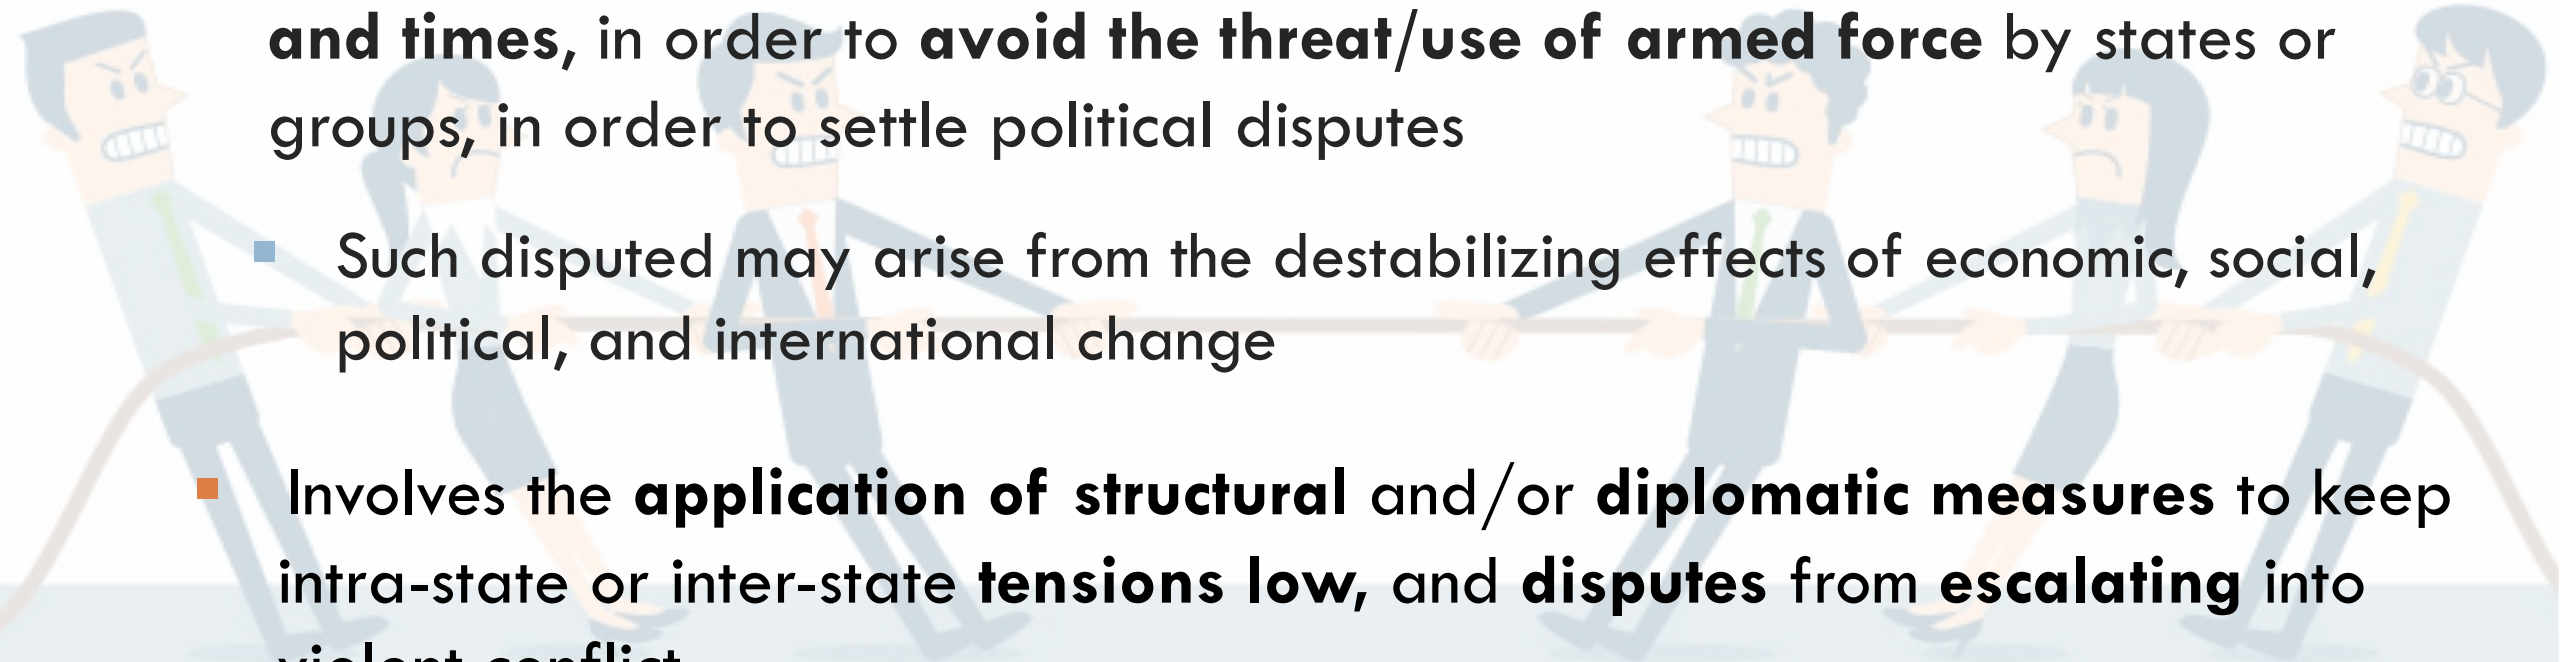 and times, in order to avoid the threat/use of armed force by states or
groups, in order to settle political disputes
Such disputed may arise from the destabilizing effects of economic, social,
political, and international change
Involves the application of structural and/or diplomatic measures to keep
intra-state or inter-state tensions low, and disputes from escalating into
violent conflict